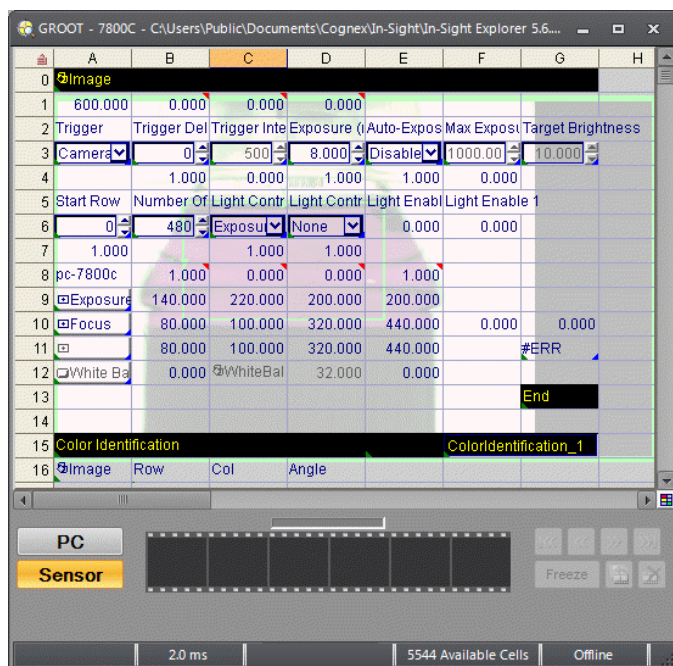 GROOT - 7800C - C:\Users\Public\Documents\Cognex\In-Sight\In-Sight Explorer 5.6....
A B C D E F G H
0 Image
1 600.000 0.000 0.000 0.000
2 Trigger Trigger Del Trigger Inte Exposure (r Auto-Expos Max Exposu Target Brightness
3 Camera 0 500 8.000 Disable 1000.00 10.000
4 1.000 0.000 1.000 1.000 0.000
5 Start Row Number Of Light Contr Light Contr Light Enabl Light Enable 1
6 0 480 Exposu None 0.000 0.000
7 1.000 1.000 1.000
8 pc-7800c 1.000 0.000 0.000 1.000
9 Exposure 140.000 220.000 200.000 200.000
10 Focus 80.000 100.000 320.000 440.000 0.000 0.000
11 80.000 100.000 320.000 440.000 #ERR
12 White Ba 0.000 WhiteBal 32.000 0.000
13 End
14
15 Color Identification ColorIdentification_1
16 Image Row Col Angle
PC
Sensor
Freeze
2.0 ms 5544 Available Cells Offline